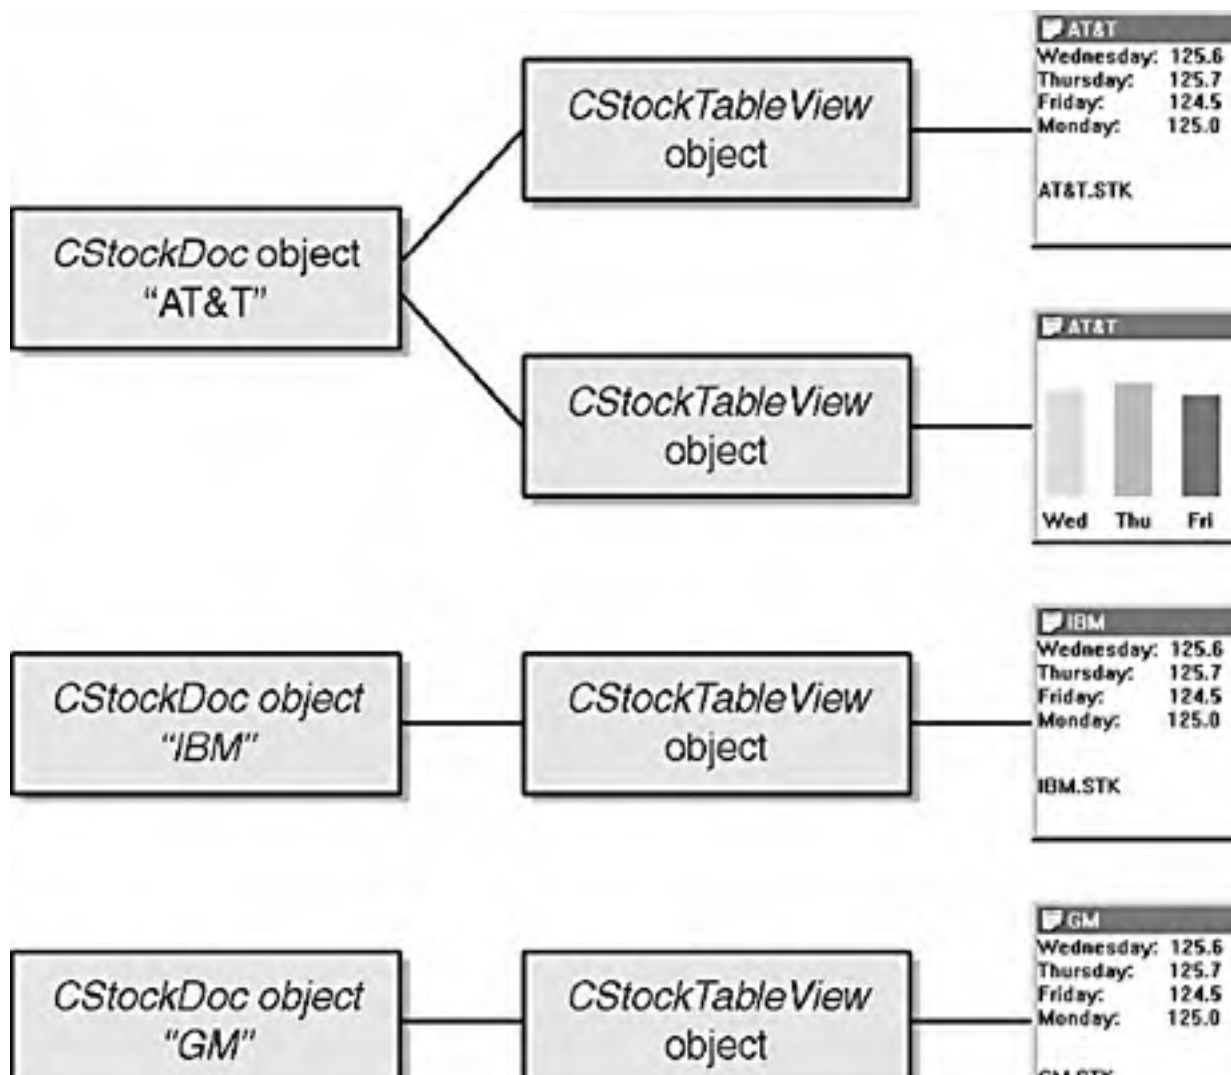 AT&T
Wednesday: 125.6
Thursday: 125.7
Friday: 124.5
Monday: 125.0
AT&T.STK
CStockTableView
object
CStockDoc object
“AT&T”
CStockTableView
object
AT&T
Wed Thu Fri
CStockDoc object
“IBM”
CStockTableView
object
IBM
Wednesday: 125.6
Thursday: 125.7
Friday: 124.5
Monday: 125.0
IBM.STK
CStockDoc object
“GM”
CStockTableView
object
GM
Wednesday: 125.6
Thursday: 125.7
Friday: 124.5
Monday: 125.0
GM.STK